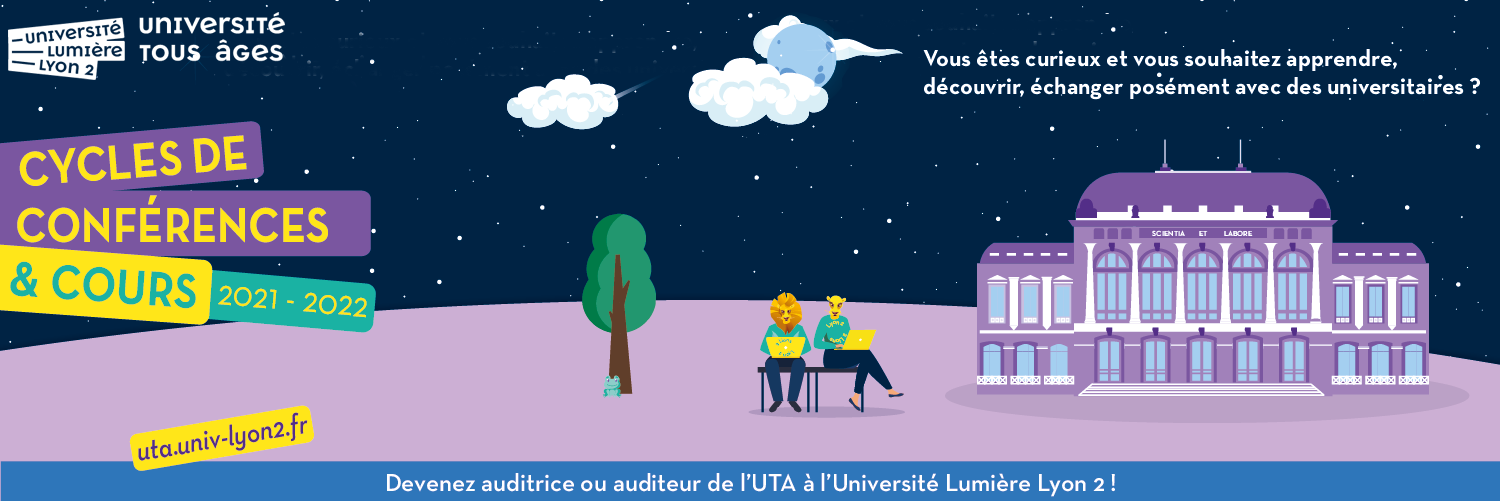 UNIVERSITÉ
LUMIÈRE
LYON 2
université
tous âges
Vous êtes curieux et vous souhaitez apprendre,
découvrir, échanger posément avec des universitaires ?
CYCLES DE
CONFÉRENCES
& COURS 2021 - 2022
SCIENTIA ET LABORE
uta.univ-lyon2.fr
Devenez auditrice ou auditeur de l'UTA à l'Université Lumière Lyon 2 !